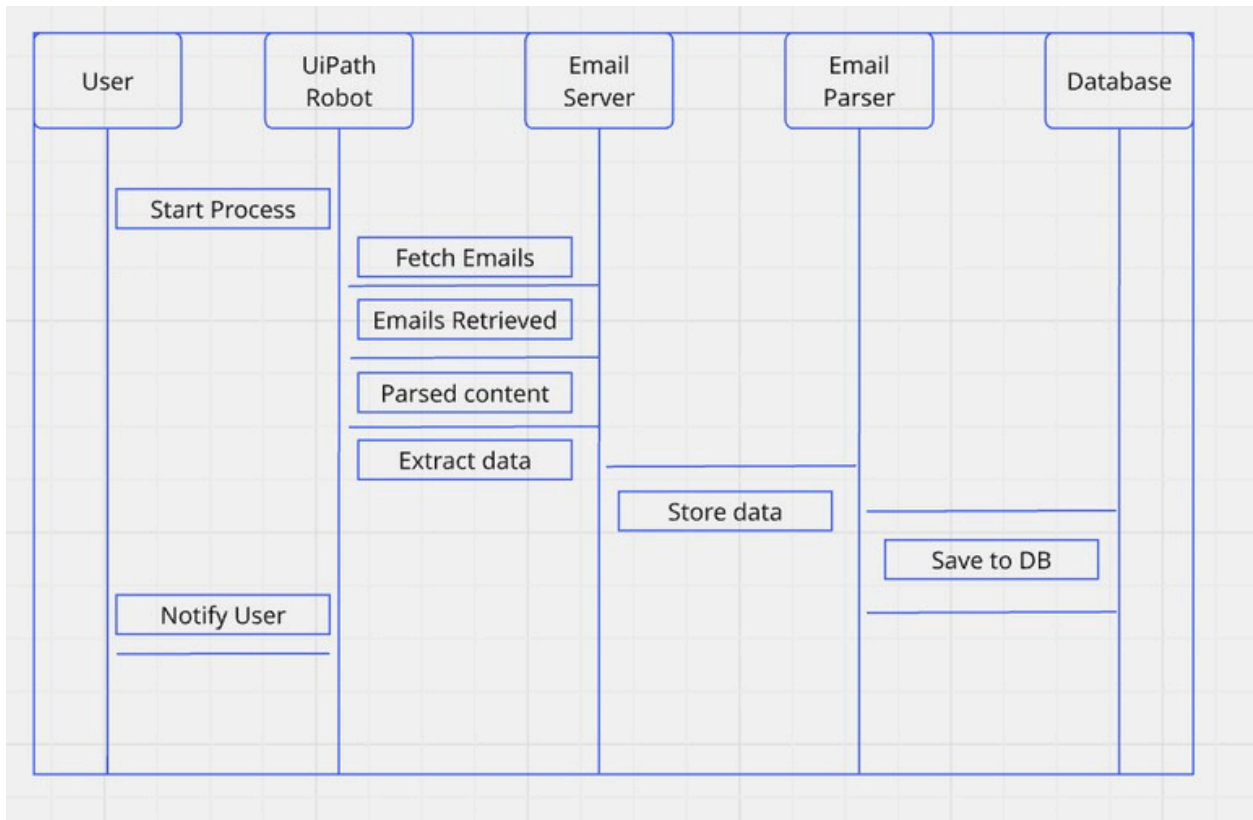 User
UiPath
Robot
Email
Server
Email
Parser
Database
Start Process
Fetch Emails
Emails Retrieved
Parsed content
Extract data
Store data
Save to DB
Notify User